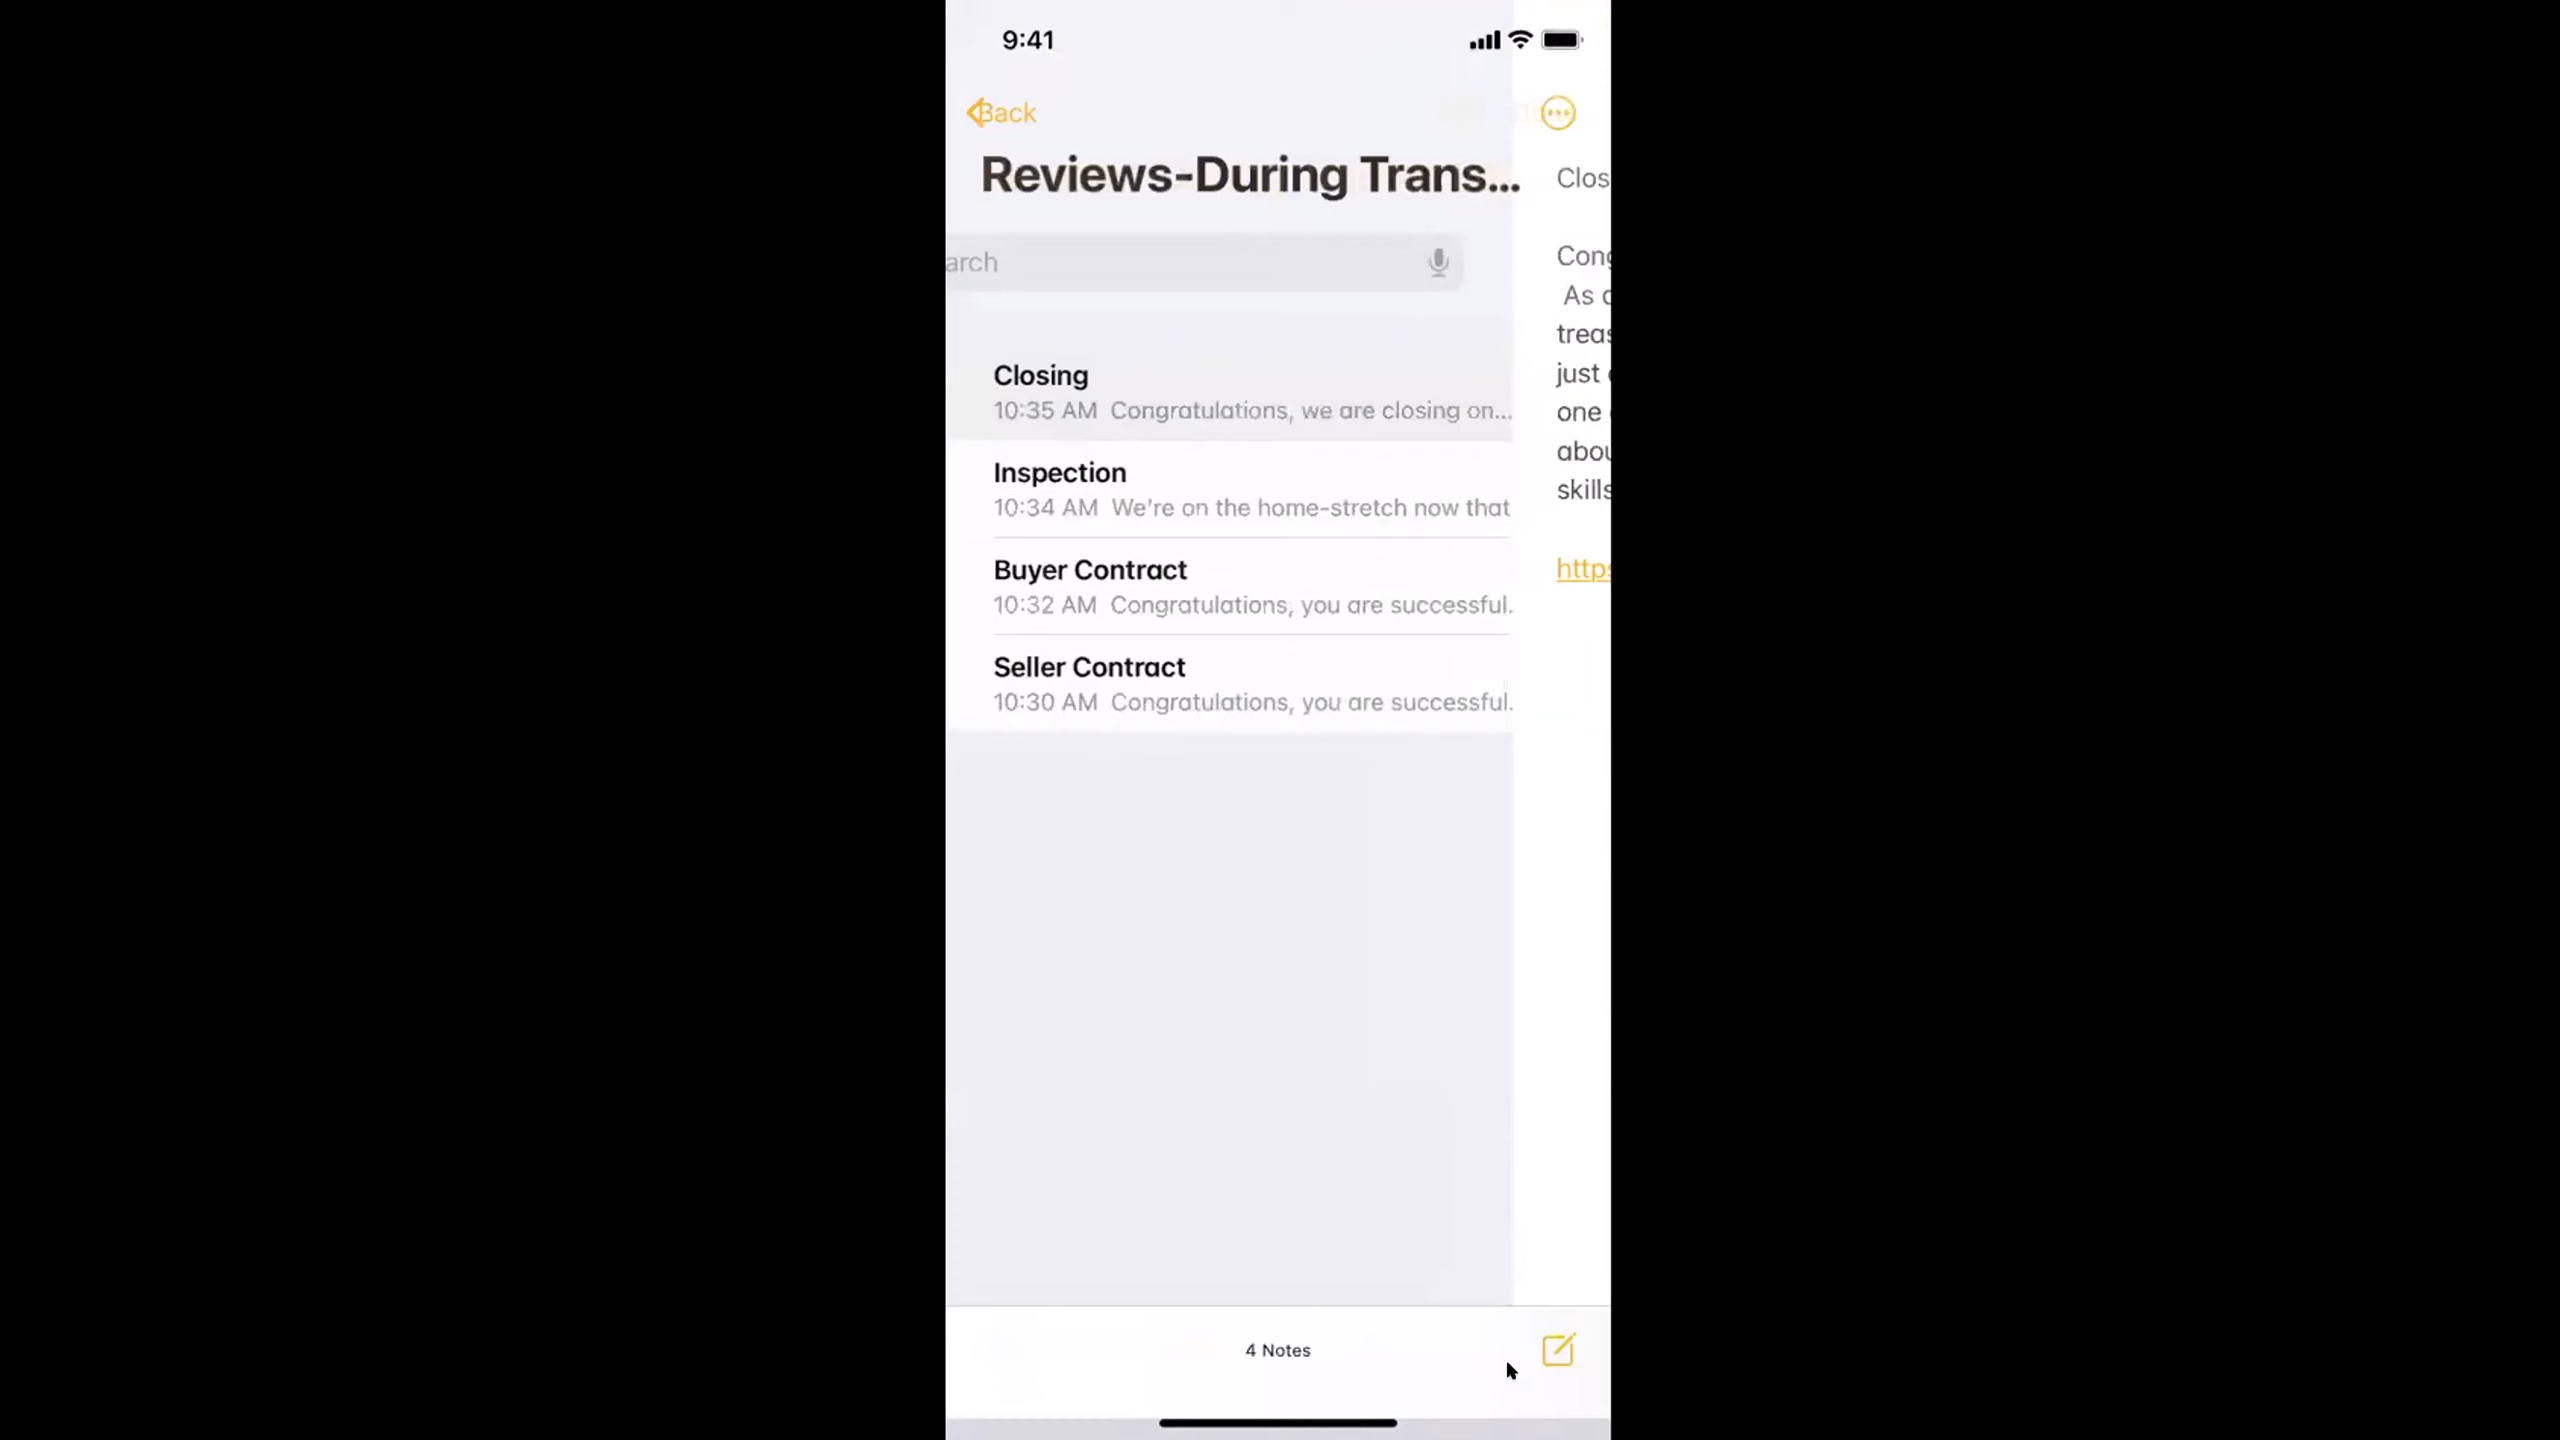 9:41
Back
Reviews-During Trans...
arch
Closing
10:35 AM Congratulations, we are closing on...
Inspection
10:34 AM We're on the home-stretch now that
Buyer Contract
10:32 AM Congratulations, you are successful.
Seller Contract
10:30 AM Congratulations, you are successful.
Clos
Cong
As
treas
just
one
abou
skills
https
4 Notes